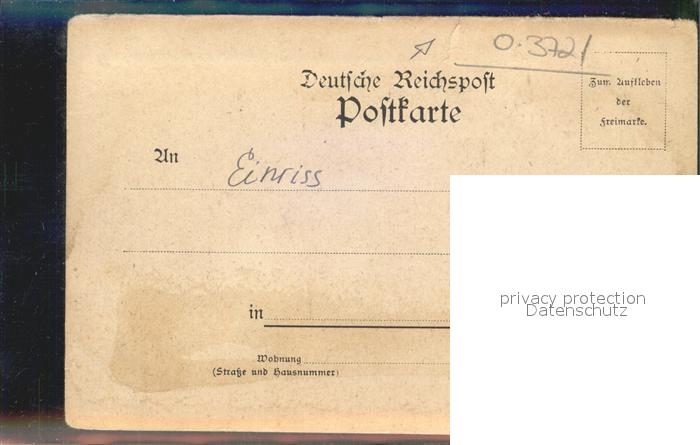 0.3721
Deutsche Reichspost
Postkarte
Zum Aufkleben
der
Freimarke.
An
Einriss
in
Wohnung
(Straße und Hausnummer)
privacy protection
Datenschutz